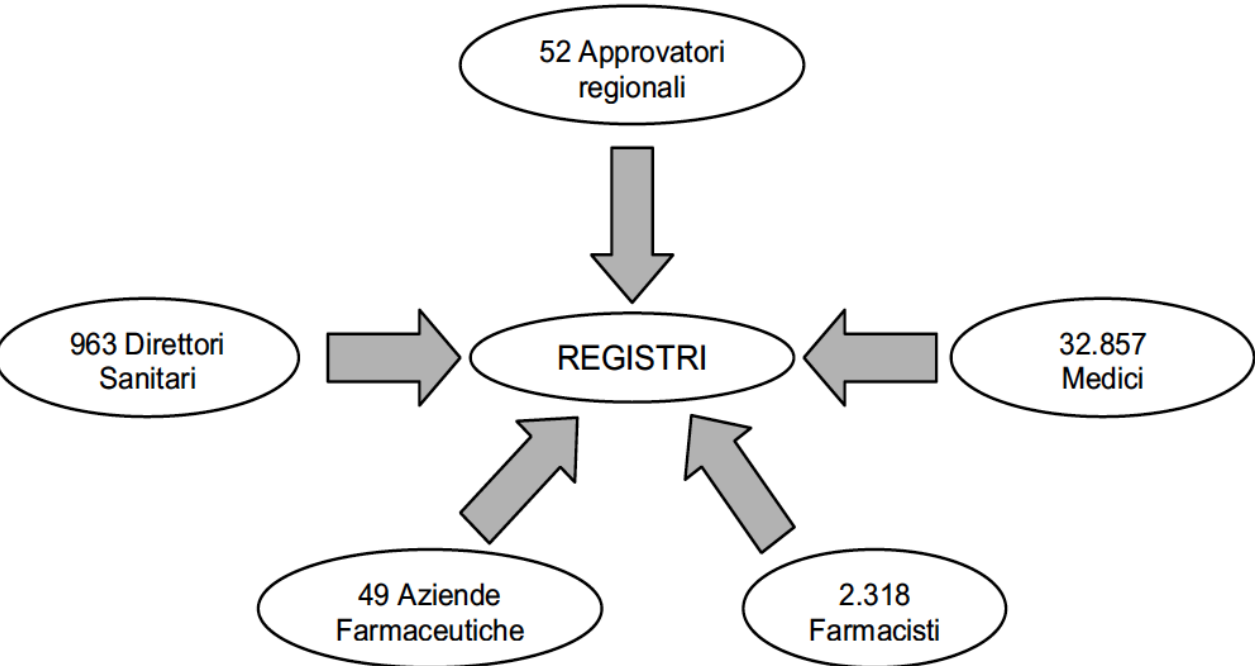 52 Approvatori
regionali
963 Direttori
Sanitari
REGISTRI
32.857
Medici
49 Aziende
Farmaceutiche
2.318
Farmacisti